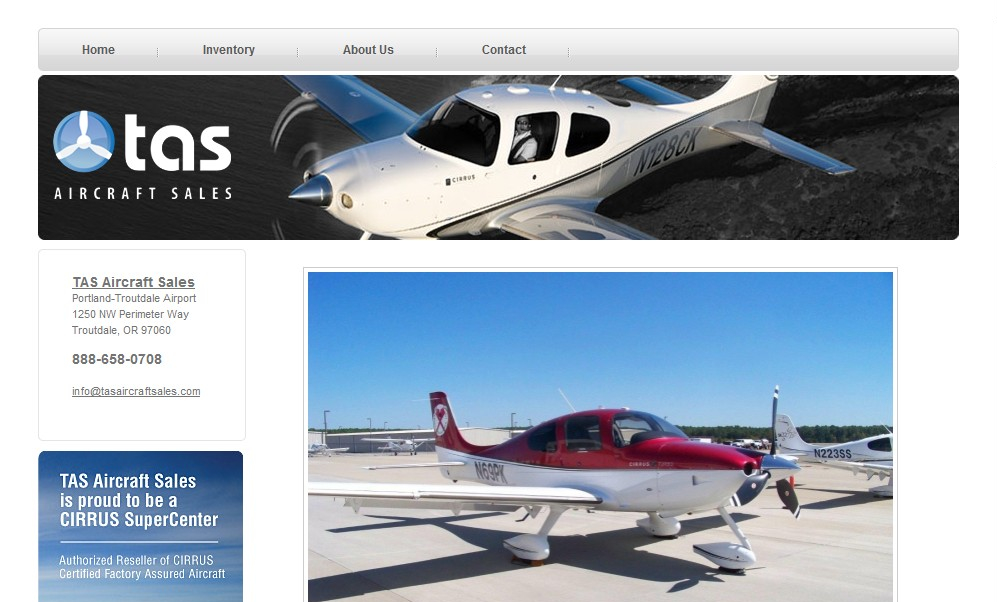 Home
Inventory
About Us
Contact
tas
AIRCRAFT SALES
CIRRUS
N128CK
TAS Aircraft Sales
Portland-Troutdale Airport
1250 NW Perimeter Way
Troutdale, OR 97060
888-658-0708
info@tasaircraftsales.com
N69PK
CIRRUS
N223SS
TAS Aircraft Sales
is proud to be a
CIRRUS SuperCenter
Authorized Reseller of CIRRUS
Certified Factory Assured Aircraft